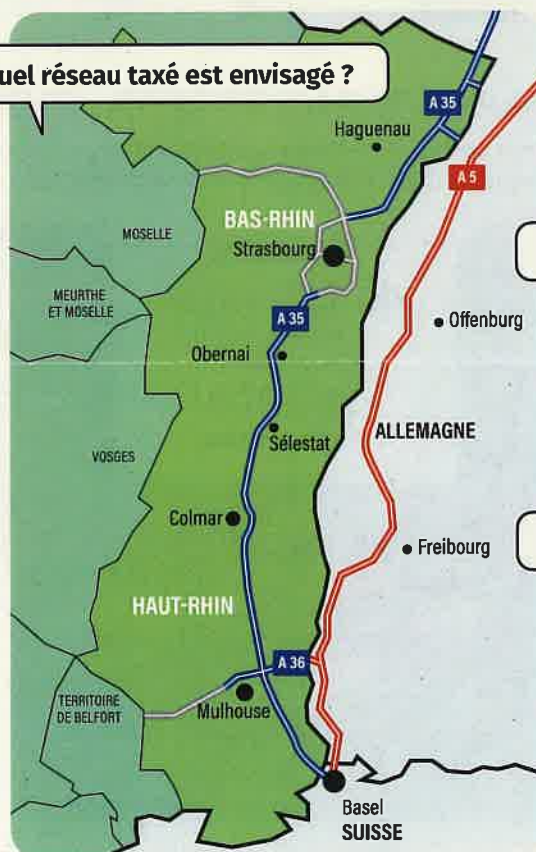 uel réseau taxé est envisagé ?
A 35
Haguenau
A 5
BAS-RHIN
MOSELLE
Strasbourg
MEURTHE
ET MOSELLE
A 35
Offenburg
Obernai
Sélestat
ALLEMAGNE
VOSGES
Colmar
Freibourg
HAUT-RHIN
A 36
TERRITOIRE
DE BELFORT
Mulhouse
Basel
SUISSE